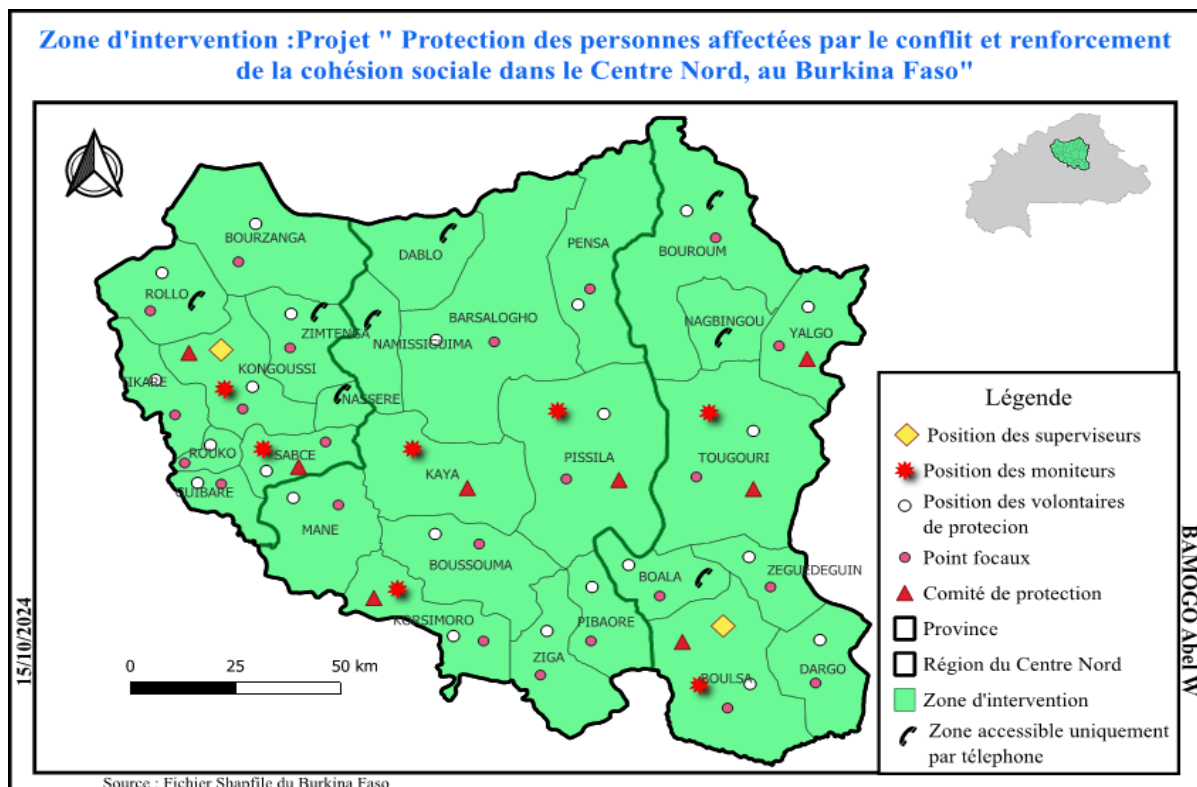 Zone d'intervention :Projet " Protection des personnes affectées par le conflit et renforcement
de la cohésion sociale dans le Centre Nord, au Burkina Faso"
BOURZANGA
DABLO
PENSA
BOUROUM
ROLLO
ZIMTENGA
NAMISSIGUIMA
BARSALOGHO
NAGBINGOU
YALGO
KONGOUSSI
IKARE
NASSERE
ROUKO
SABCE
GUIBARE
KAYA
PISSILA
TOUGOURI
MANE
BOUSSOUMA
BOALA
ZEGUEDEGUIN
KORSIMORO
PIBAORE
ZIGA
BOULSA
DARGO
0 25 50 km
Légende
Position des superviseurs
Position des moniteurs
Position des volontaires
de protecion
Point focaux
Comité de protection
Province
Région du Centre Nord
Zone d'intervention
Zone accessible uniquement
par télephone
15/10/2024
BAMOGO Abel W
Source : Fichier Shapfile du Burkina Faso